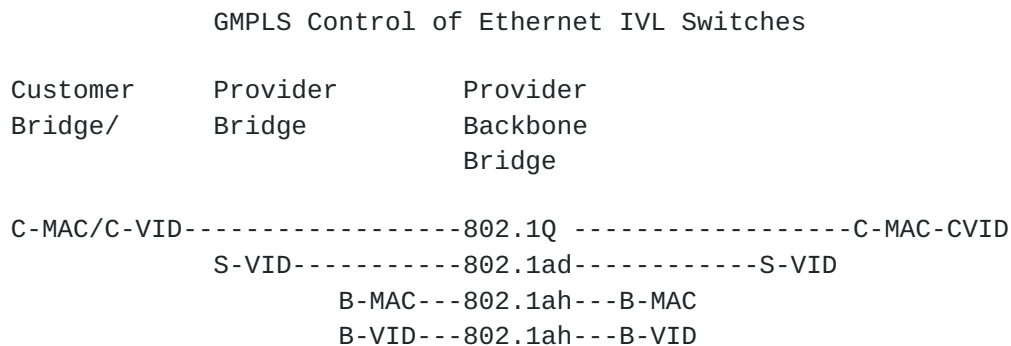 GMPLS Control of Ethernet IVL Switches
Customer Provider Provider
Bridge/ Bridge Backbone
Bridge
C-MAC/C-VID------------------802.1Q ------------------C-MAC-CVID
S-VID-----------802.1ad------------S-VID
B-MAC---802.1ah---B-MAC
B-VID---802.1ah---B-VID